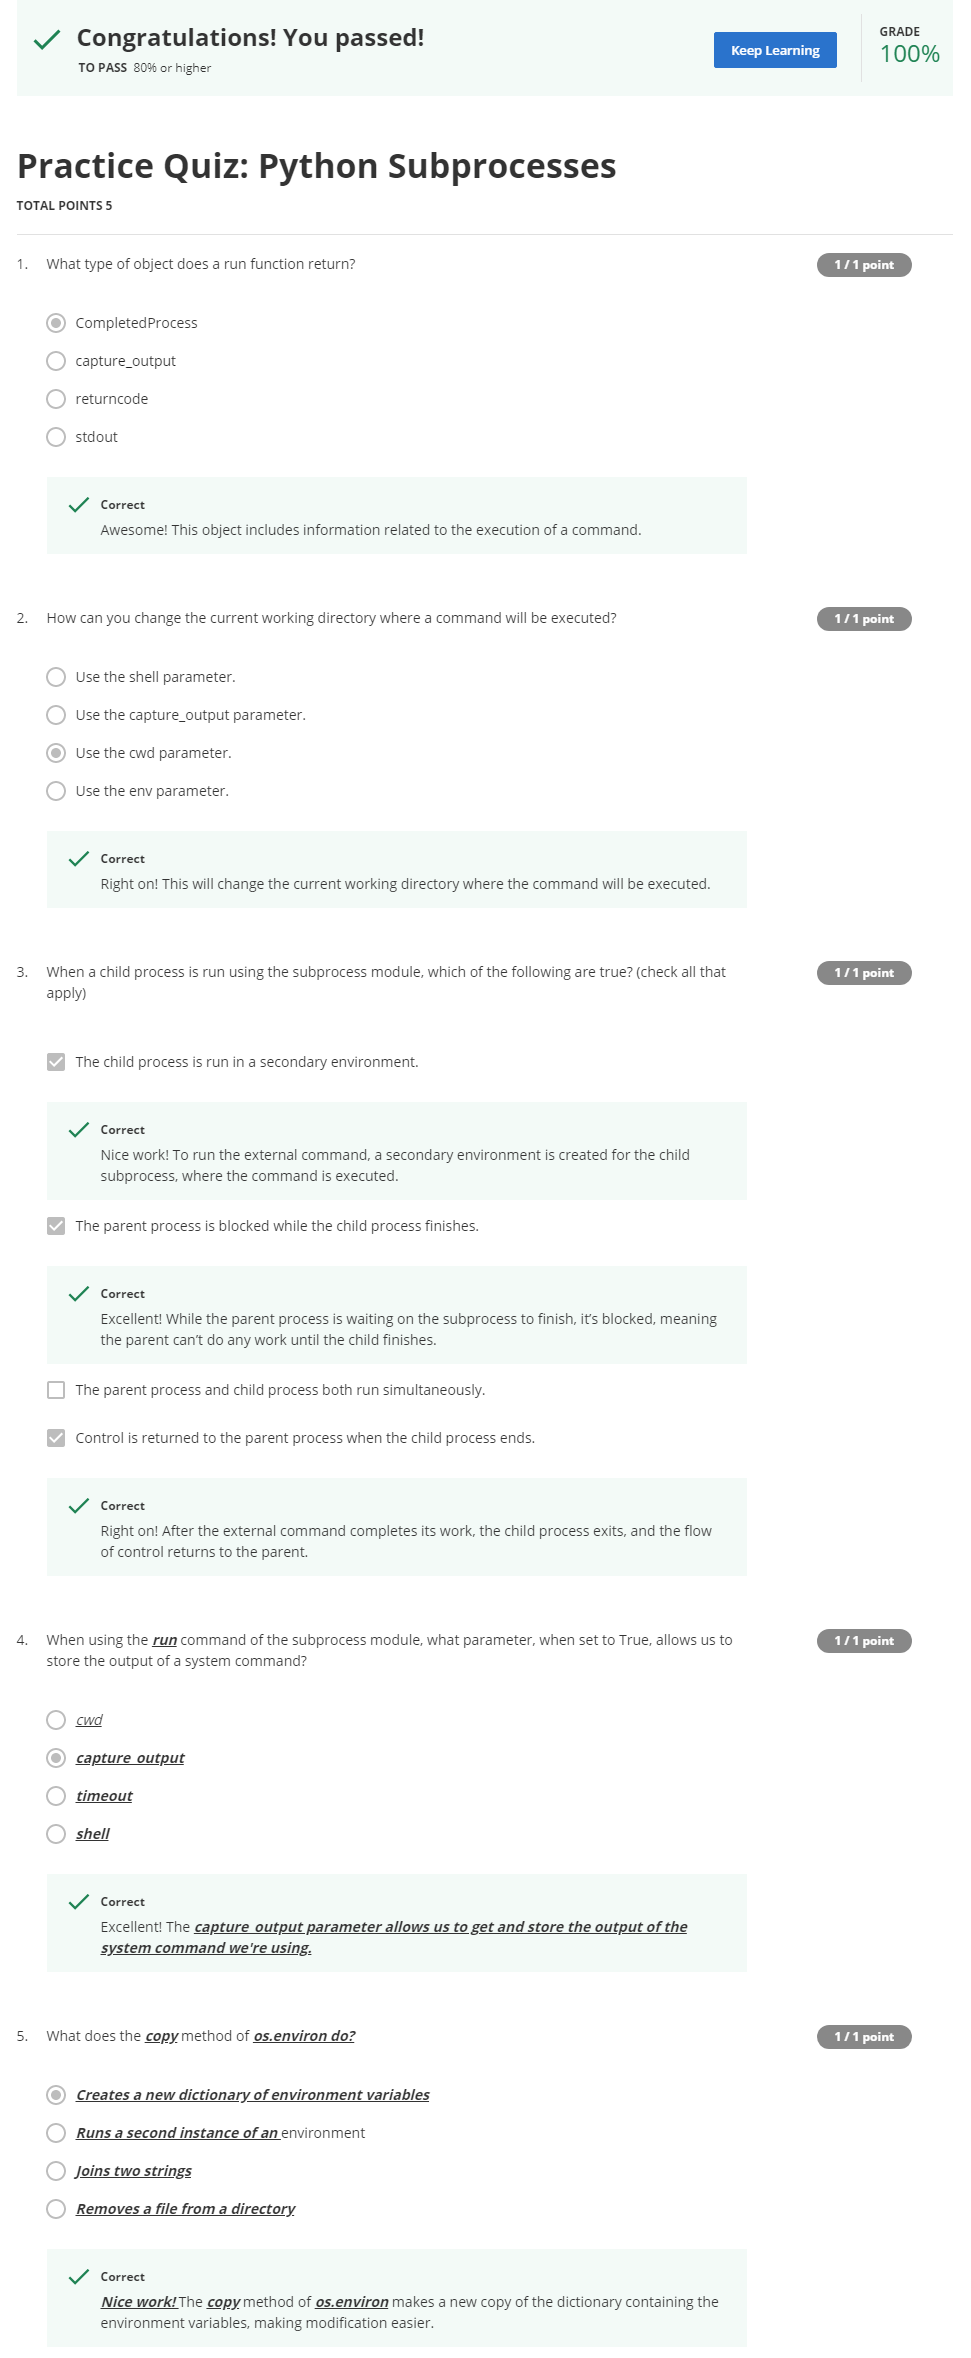 Congratulations! You passed!
TO PASS 80% or higher
Keep Learning
GRADE
100%
Practice Quiz: Python Subprocesses
TOTAL POINTS 5
1. What type of object does a run function return?
1 / 1 point
CompletedProcess
capture_output
returncode
stdout
Correct
Awesome! This object includes information related to the execution of a command.
2. How can you change the current working directory where a command will be executed?
1 / 1 point
Use the shell parameter.
Use the capture_output parameter.
Use the cwd parameter.
Use the env parameter.
Correct
Right on! This will change the current working directory where the command will be executed.
3. When a child process is run using the subprocess module, which of the following are true? (check all that
apply)
1 / 1 point
The child process is run in a secondary environment.
Correct
Nice work! To run the external command, a secondary environment is created for the child
subprocess, where the command is executed.
The parent process is blocked while the child process finishes.
Correct
Excellent! While the parent process is waiting on the subprocess to finish, it’s blocked, meaning
the parent can’t do any work until the child finishes.
The parent process and child process both run simultaneously.
Control is returned to the parent process when the child process ends.
Correct
Right on! After the external command completes its work, the child process exits, and the flow
of control returns to the parent.
4. When using the run command of the subprocess module, what parameter, when set to True, allows us to
store the output of a system command?
1 / 1 point
cwd
capture_output
timeout
shell
Correct
Excellent! The capture_output parameter allows us to get and store the output of the
system command we're using.
5. What does the copy method of os.environ do?
1 / 1 point
Creates a new dictionary of environment variables
Runs a second instance of an environment
Joins two strings
Removes a file from a directory
Correct
Nice work! The copy method of os.environ makes a new copy of the dictionary containing the
environment variables, making modification easier.